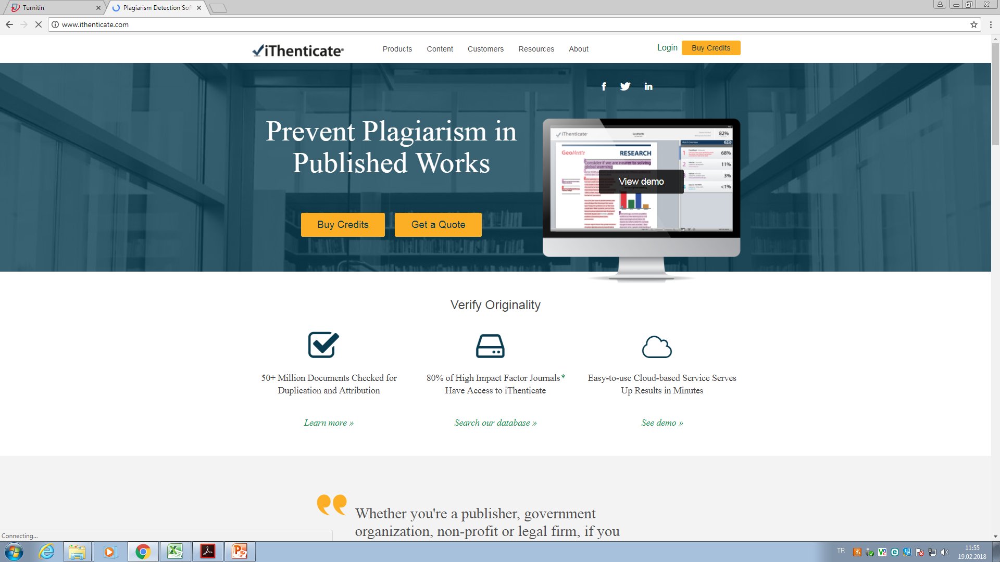 Turnitin
Plagiarism Detection Sof
www.ithenticate.com
iThenticate®
Products Content Customers Resources About
Login
Buy Credits
Prevent Plagiarism in
Published Works
iThenticate®
GeoMeette
82%
Match Overview
GeoMeette RESEARCH
Consider if we are nearer to solving
global warming
1 68%
2 11%
3%
<1%
View demo
Buy Credits
Get a Quote
Verify Originality
50+ Million Documents Checked for
Duplication and Attribution
Learn more »
80% of High Impact Factor Journals*
Have Access to iThenticate
Search our database »
Easy-to-use Cloud-based Service Serves
Up Results in Minutes
See demo »
Whether you're a publisher, government
organization, non-profit or legal firm, if you
Connecting...
TR
11:55
19.02.2018